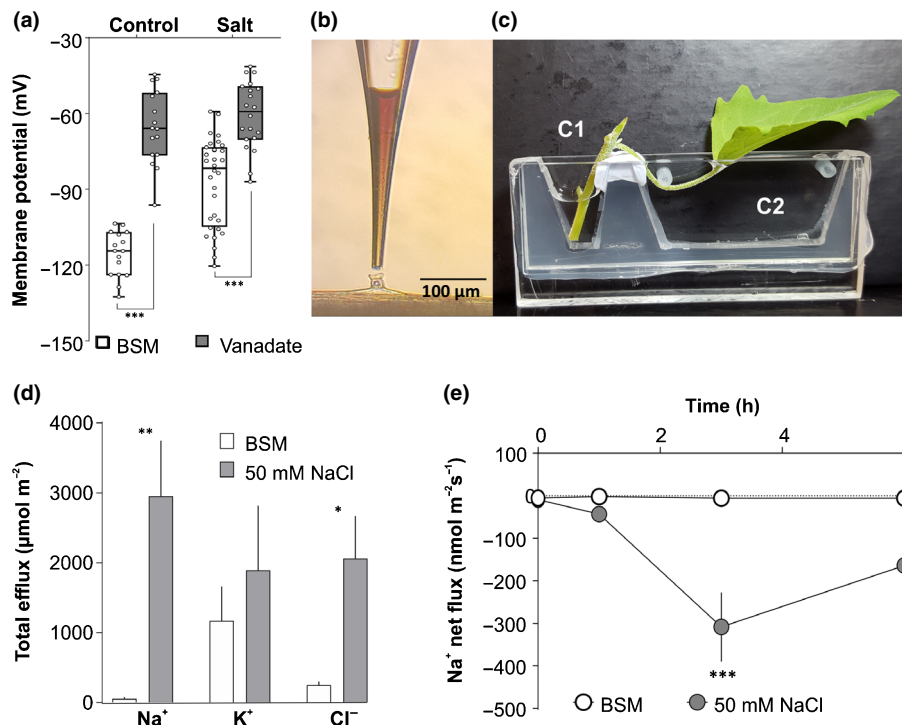 (a)
Control Salt
Membrane potential (mV)
−30
−60
−90
−120
−150
***
***
BSM Vanadate
(b)
100 µm
(c)
C1
C2
(d)
Total efflux (µmol m⁻²)
4000
3000
2000
1000
0
**
*
BSM
50 mM NaCl
Na⁺ K⁺ Cl⁻
(e)
Time (h)
0 2 4
Na⁺ net flux (nmol m⁻²s⁻¹)
100
0
−100
−200
−300
−400
−500
***
BSM 50 mM NaCl